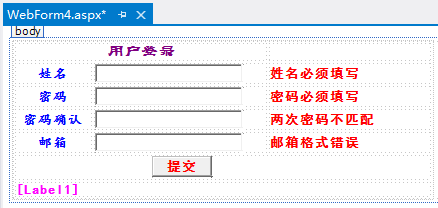 WebForm4.aspx*
body
用户登录
姓名 姓名必须填写
密码 密码必须填写
密码确认 两次密码不匹配
邮箱 邮箱格式错误
提交
[Label1]